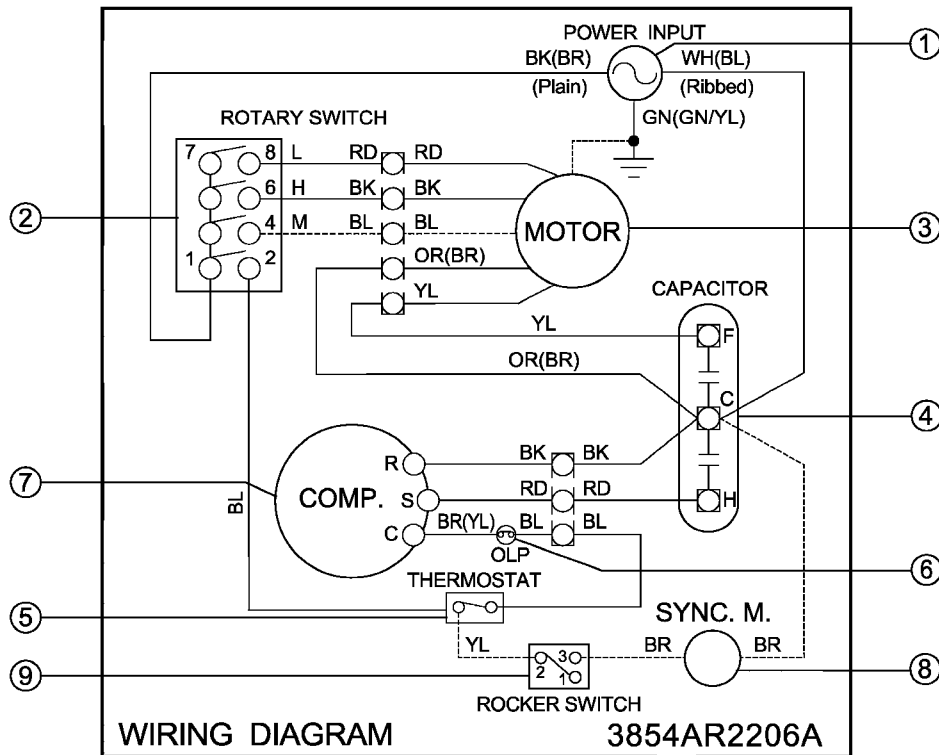 POWER INPUT
1
BK(BR)
WH(BL)
(Plain)
(Ribbed)
GN(GN/YL)
ROTARY SWITCH
7
8
L
RD
RD
6
H
BK
BK
2
4
M
BL
BL
MOTOR
3
1
2
OR(BR)
YL
CAPACITOR
YL
F
OR(BR)
C
4
R
BK
BK
7
COMP.
S
RD
RD
H
BL
C
BR(YL)
BL
BL
OLP
6
THERMOSTAT
5
SYNC. M.
YL
BR
BR
2
3
1
8
9
ROCKER SWITCH
WIRING DIAGRAM
3854AR2206A